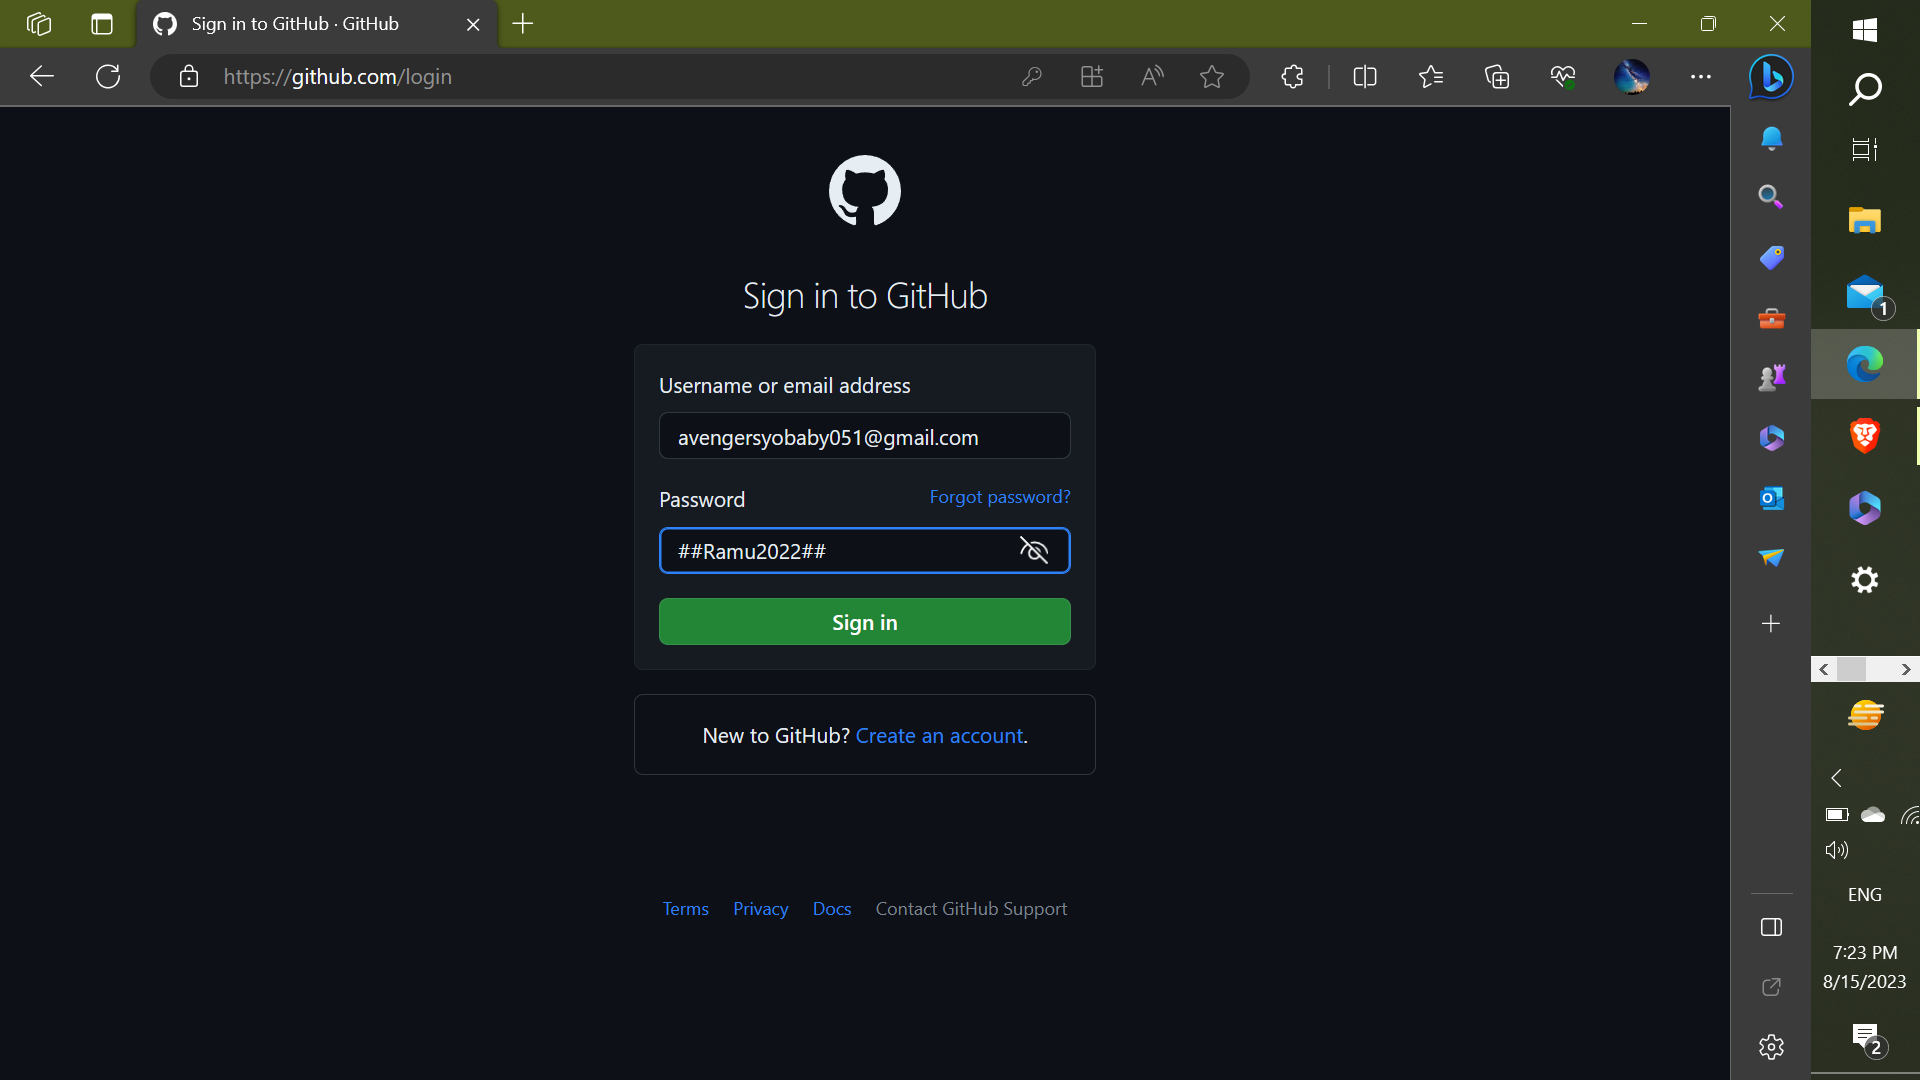 Sign in to GitHub · GitHub
https://github.com/login
Sign in to GitHub
Username or email address
avengersyobaby051@gmail.com
Password Forgot password?
##Ramu2022##
Sign in
New to GitHub? Create an account.
Terms Privacy Docs Contact GitHub Support
1
ENG
7:23 PM
8/15/2023
2